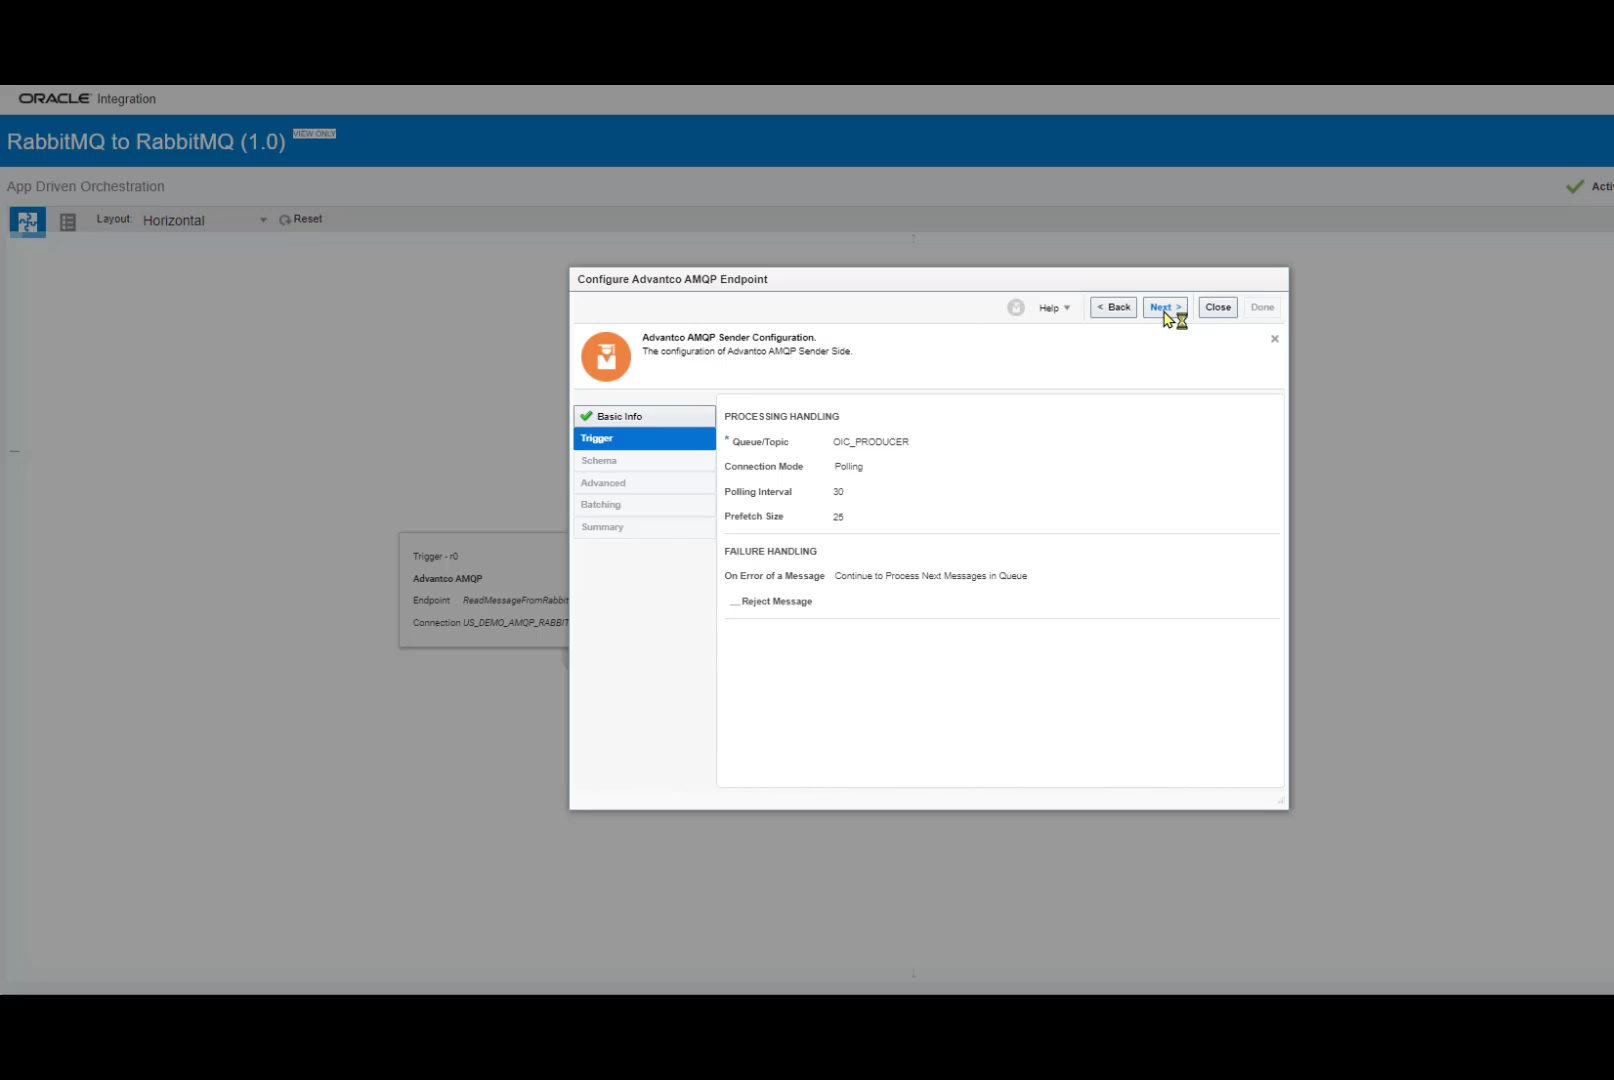 ORACLE Integration
RabbitMQ to RabbitMQ (1.0) VIEW ONLY
App Driven Orchestration
Acti
Layout: Horizontal Reset
Configure Advantco AMQP Endpoint
Help < Back Next > Close Done
Advantco AMQP Sender Configuration.
The configuration of Advantco AMQP Sender Side.
Basic Info
Trigger
Schema
Advanced
Batching
Summary
PROCESSING HANDLING
* Queue/Topic OIC_PRODUCER
Connection Mode Polling
Polling Interval 30
Prefetch Size 25
FAILURE HANDLING
On Error of a Message Continue to Process Next Messages in Queue
Reject Message
Trigger - r0
Advantco AMQP
Endpoint ReadMessageFromRabbit
Connection US_DEMO_AMQP_RABBIT